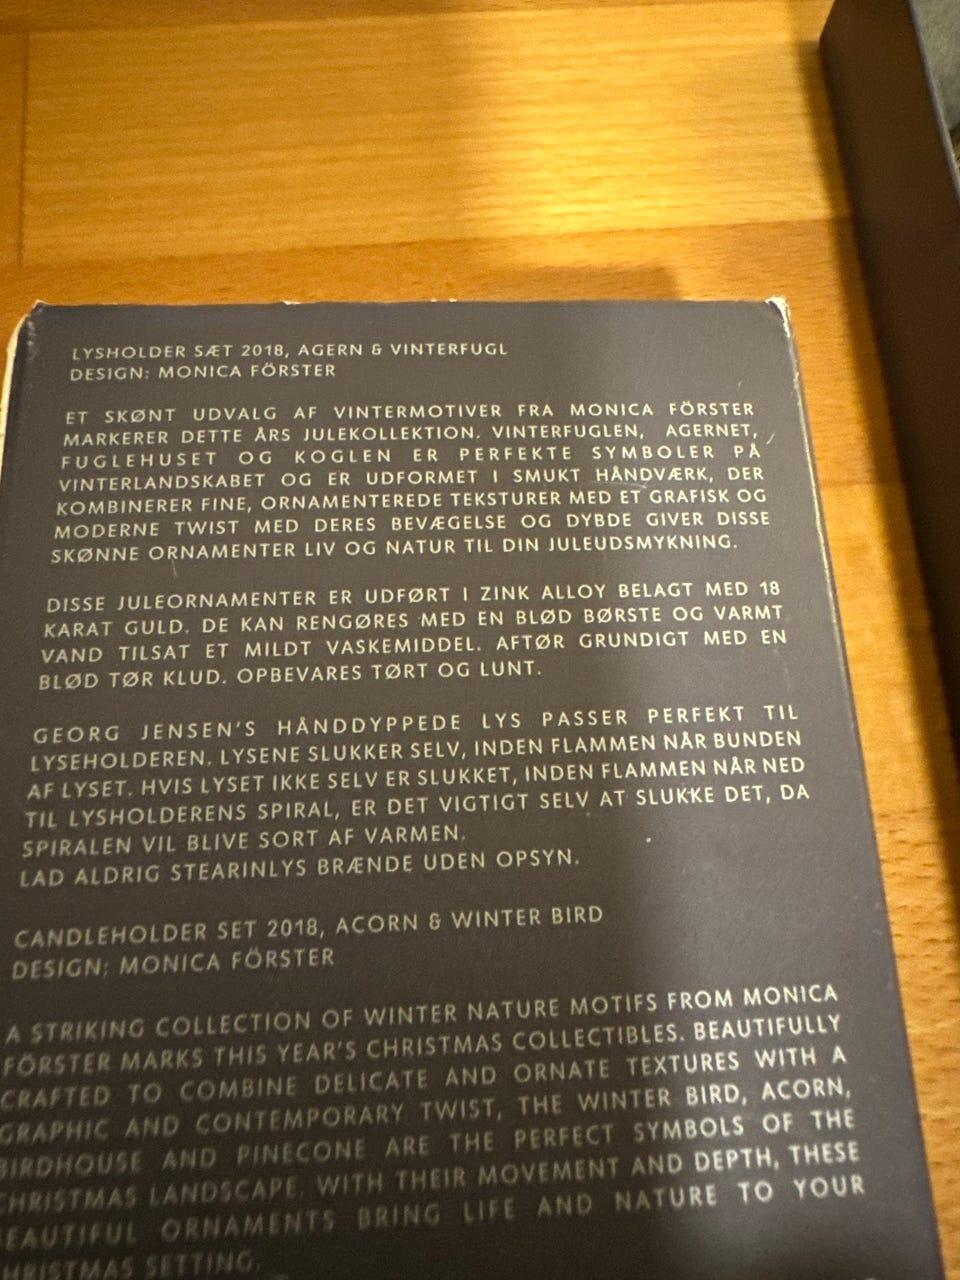 LYSHOLDER SÆT 2018, AGERN & VINTERFUGL
DESIGN: MONICA FÖRSTER
ET SKØNT UDVALG AF VINTERMOTIVER FRA MONICA FÖRSTER
MARKERER DETTE ÅRS JULEKOLLEKTION. VINTERFUGLEN, AGERNET,
FUGLEHUSET OG KOGLEN ER PERFEKTE SYMBOLER PÅ
VINTERLANDSKABET OG ER UDFORMET I SMUKT HÅNDVÆRK, DER
KOMBINERER FINE, ORNAMENTEREDE TEKSTURER MED ET GRAFISK OG
MODERNE TWIST MED DERES BEVÆGELSE OG DYBDE GIVER DISSE
SKØNNE ORNAMENTER LIV OG NATUR TIL DIN JULEUDSMYKNING.
DISSE JULEORNAMENTER ER UDFØRT I ZINK ALLOY BELAGT MED 18
KARAT GULD. DE KAN RENGØRES MED EN BLØD BØRSTE OG VARMT
VAND TILSAT ET MILDT VASKEMIDDEL. AFTØR GRUNDIGT MED EN
BLØD TØR KLUD. OPBEVARES TØRT OG LUNT.
GEORG JENSEN'S HÅNDDYPPEDE LYS PASSER PERFEKT TIL
LYSEHOLDEREN. LYSENE SLUKKER SELV, INDEN FLAMMEN NÅR BUNDEN
AF LYSET. HVIS LYSET IKKE SELV ER SLUKKET, INDEN FLAMMEN NÅR NED
TIL LYSHOLDERENS SPIRAL, ER DET VIGTIGT SELV AT SLUKKE DET, DA
SPIRALEN VIL BLIVE SORT AF VARMEN.
LAD ALDRIG STEARINLYS BRÆNDE UDEN OPSYN.
CANDLEHOLDER SET 2018, ACORN & WINTER BIRD
DESIGN: MONICA FÖRSTER
A STRIKING COLLECTION OF WINTER NATURE MOTIFS FROM MONICA
FÖRSTER MARKS THIS YEAR'S CHRISTMAS COLLECTIBLES. BEAUTIFULLY
CRAFTED TO COMBINE DELICATE AND ORNATE TEXTURES WITH A
GRAPHIC AND CONTEMPORARY TWIST, THE WINTER BIRD, ACORN,
BIRDHOUSE AND PINECONE ARE THE PERFECT SYMBOLS OF THE
CHRISTMAS LANDSCAPE. WITH THEIR MOVEMENT AND DEPTH, THESE
BEAUTIFUL ORNAMENTS BRING LIFE AND NATURE TO YOUR
CHRISTMAS SETTING.